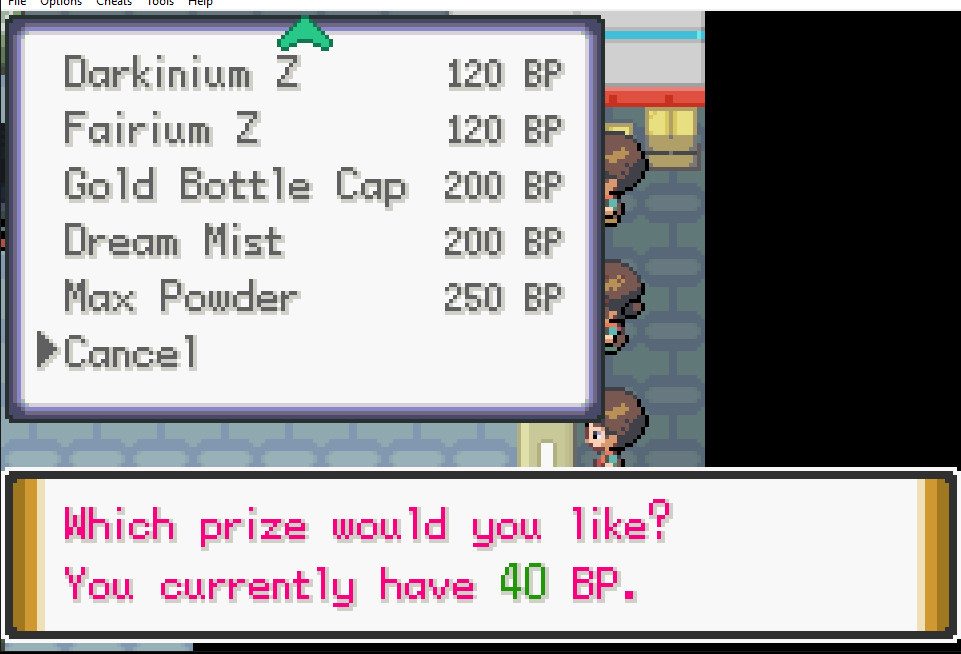 File Options Cheats Tools Help
Darkinium Z 120 BP
Fairium Z 120 BP
Gold Bottle Cap 200 BP
Dream Mist 200 BP
Max Powder 250 BP
Cancel
Which prize would you like?
You currently have 40 BP.